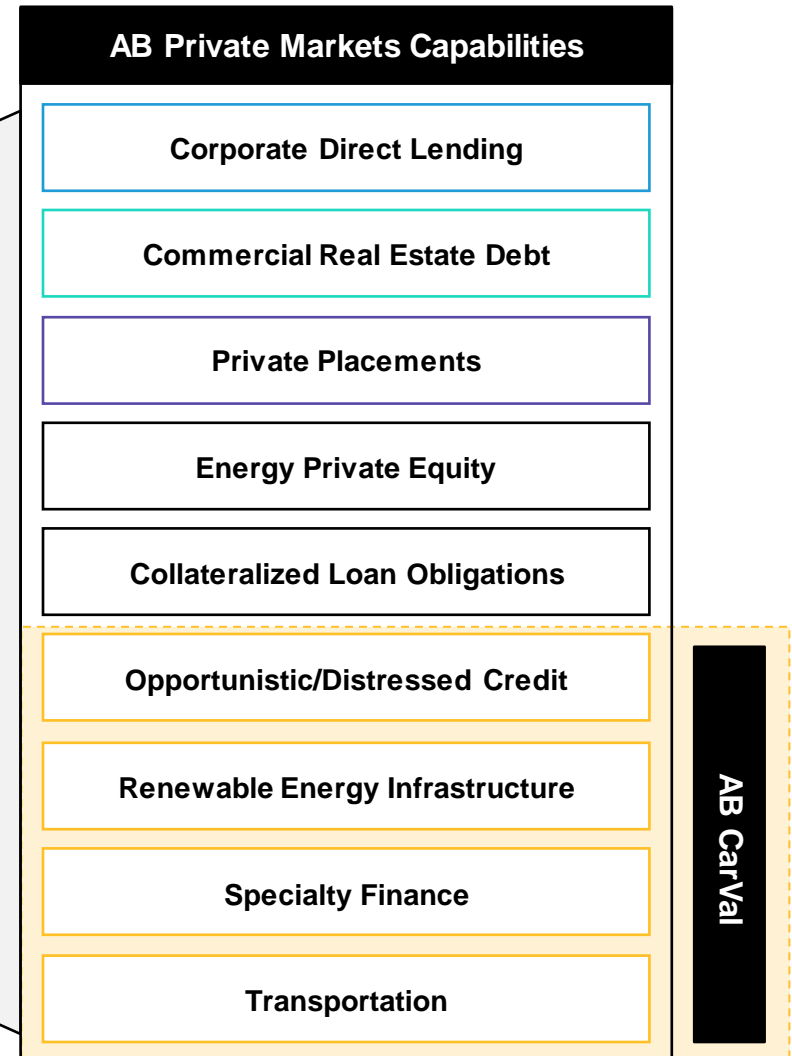 AB Private Markets Capabilities
Corporate Direct Lending
Commercial Real Estate Debt
Private Placements
Energy Private Equity
Collateralized Loan Obligations
Opportunistic/Distressed Credit
Renewable Energy Infrastructure
Specialty Finance
Transportation
AB CarVal